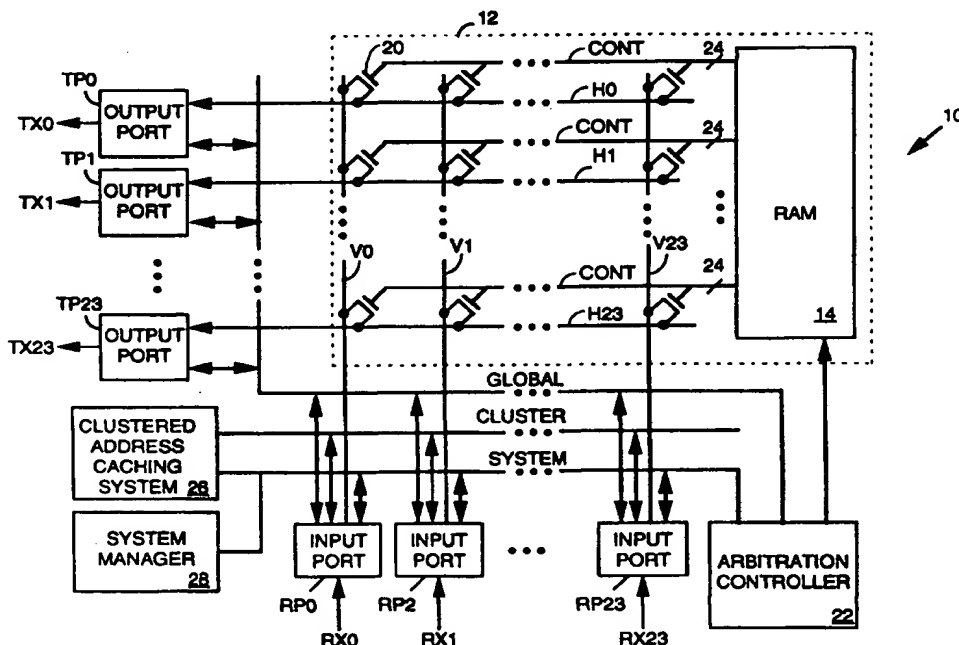 12
20
CONT
24
TP0
OUTPUT PORT
TX0
H0
CONT
24
10
TP1
OUTPUT PORT
TX1
H1
RAM
V0
V1
V23
CONT
24
TP23
OUTPUT PORT
TX23
H23
14
GLOBAL
CLUSTER
SYSTEM
CLUSTERED
ADDRESS
CACHING
SYSTEM 26
SYSTEM
MANAGER
28
INPUT
PORT
INPUT
PORT
INPUT
PORT
ARBITRATION
CONTROLLER
22
RP0
RP2
RP23
RX0
RX1
RX23